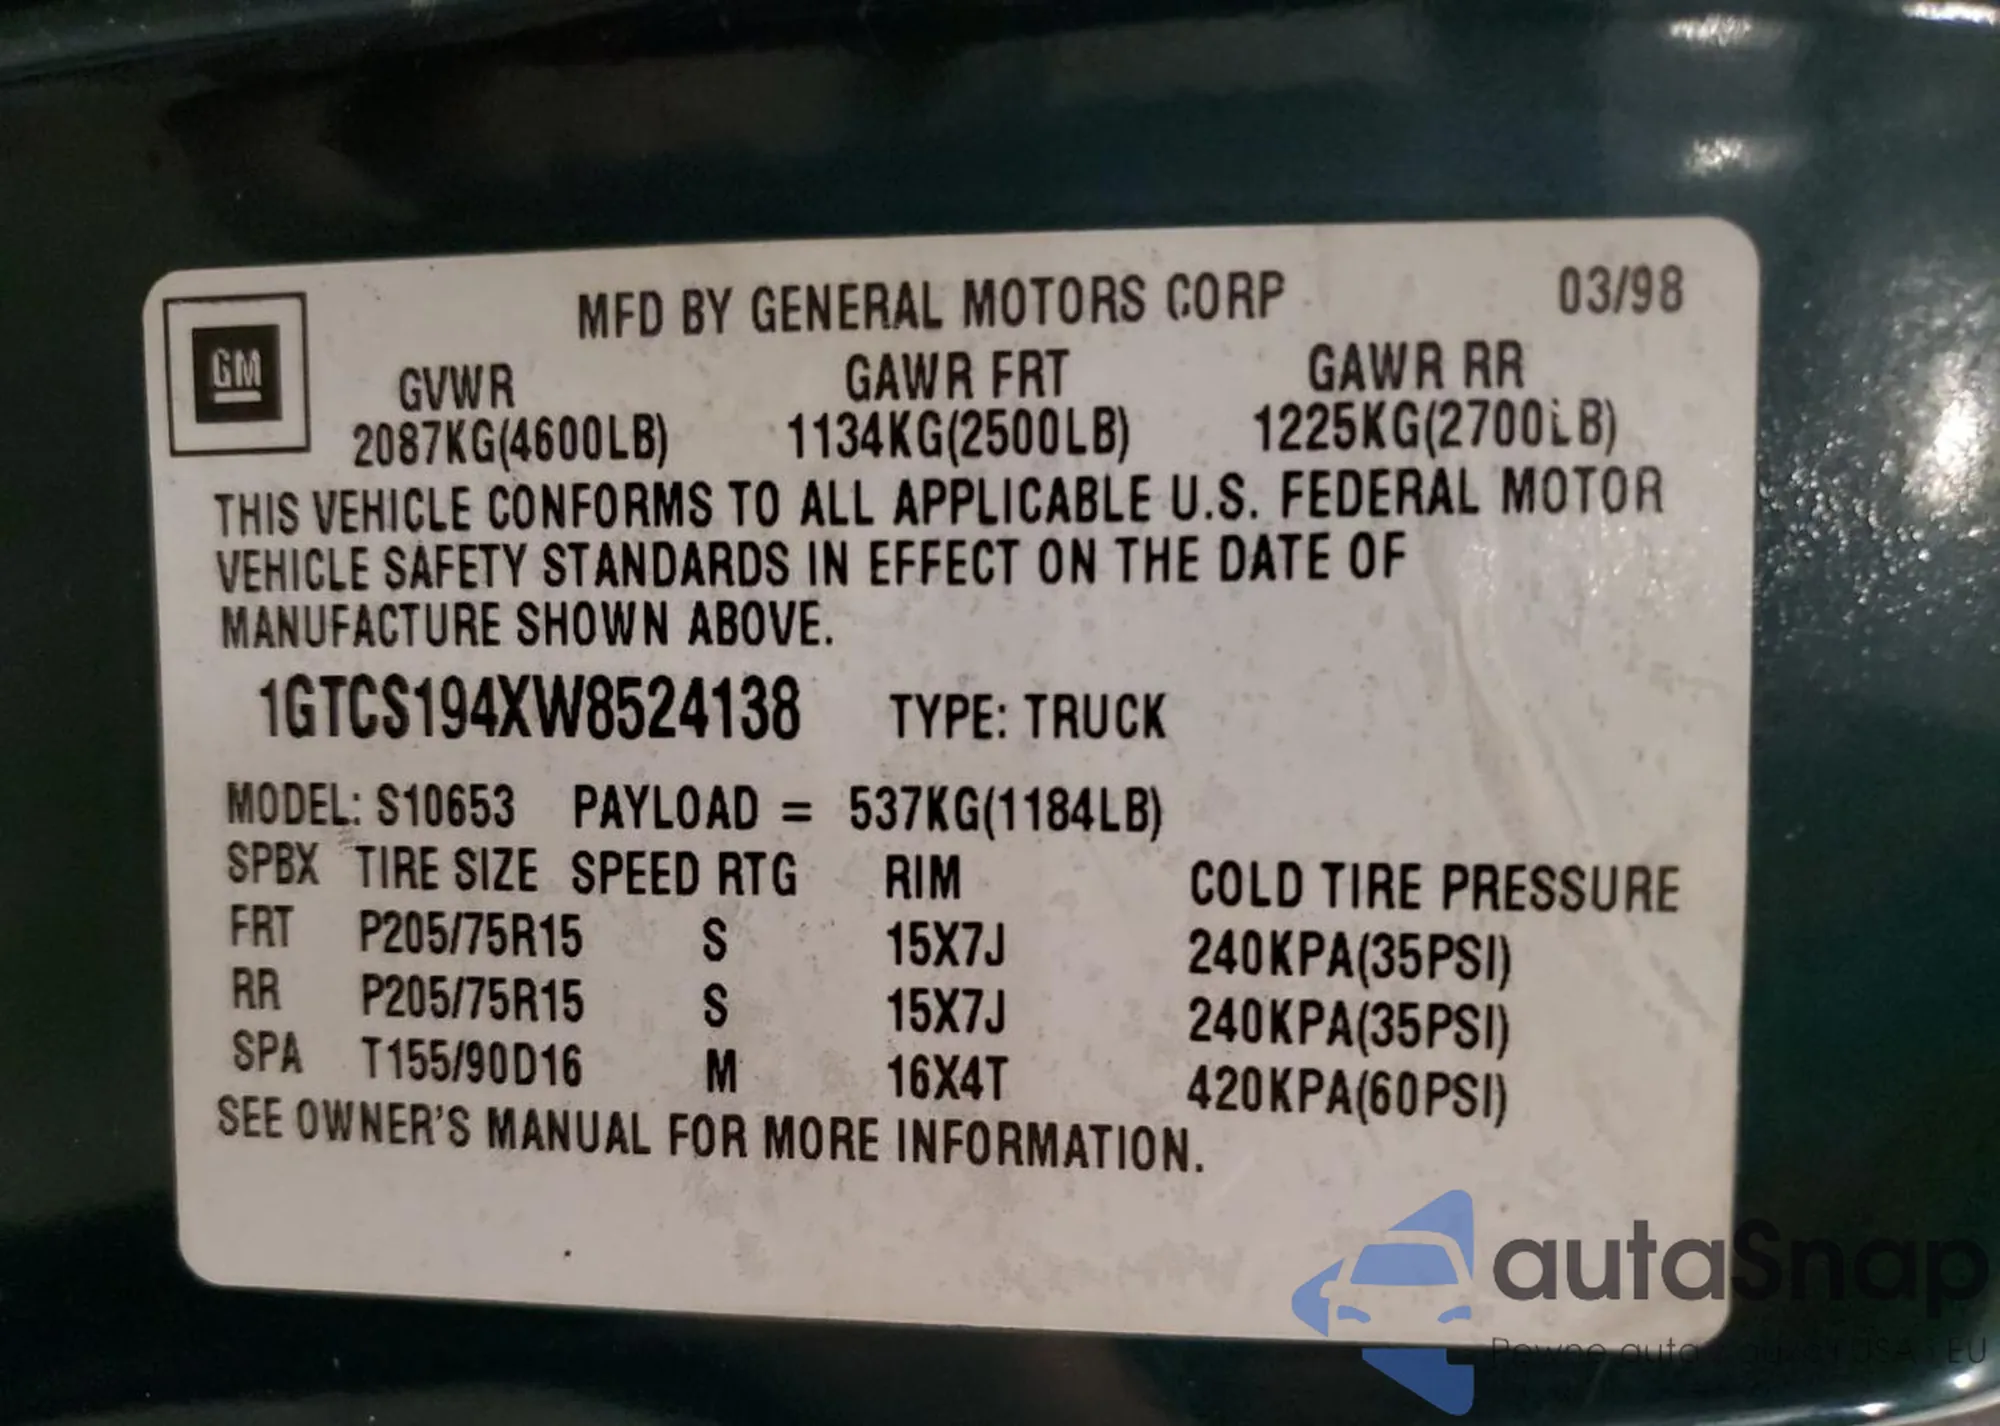 MFD BY GENERAL MOTORS CORP 03/98
GM
GVWR GAWR FRT GAWR RR
2087KG(4600LB) 1134KG(2500LB) 1225KG(2700LB)
THIS VEHICLE CONFORMS TO ALL APPLICABLE U.S. FEDERAL MOTOR
VEHICLE SAFETY STANDARDS IN EFFECT ON THE DATE OF
MANUFACTURE SHOWN ABOVE.
1GTCS194XW8524138 TYPE: TRUCK
MODEL: S10653 PAYLOAD = 537KG(1184LB)
SPBX TIRE SIZE SPEED RTG RIM COLD TIRE PRESSURE
FRT P205/75R15 S 15X7J 240KPA(35PSI)
RR P205/75R15 S 15X7J 240KPA(35PSI)
SPA T155/90D16 M 16X4T 420KPA(60PSI)
SEE OWNER'S MANUAL FOR MORE INFORMATION.
autaSnap
Pewne auta USA EU